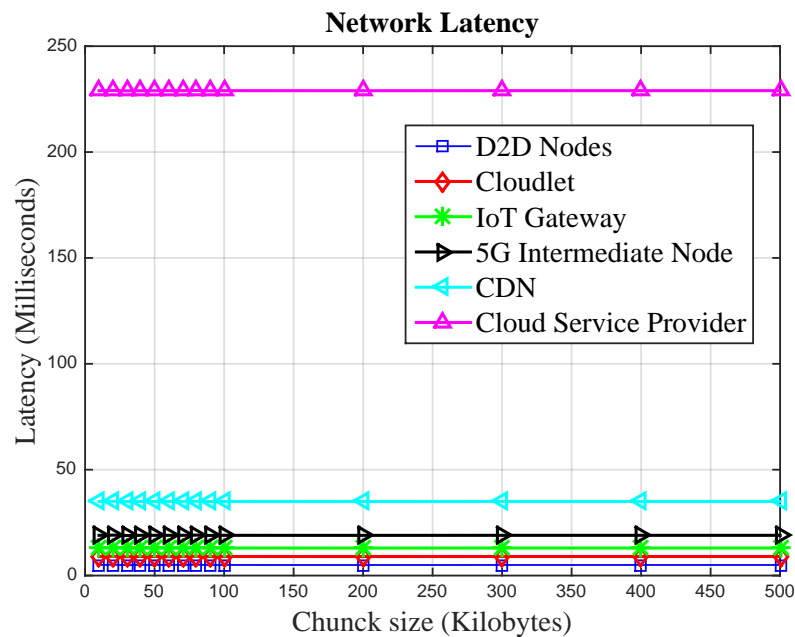 Network Latency
250
200
150
100
50
0
Latency (Milliseconds)
D2D Nodes
Cloudlet
IoT Gateway
5G Intermediate Node
CDN
Cloud Service Provider
0 50 100 150 200 250 300 350 400 450 500
Chunck size (Kilobytes)